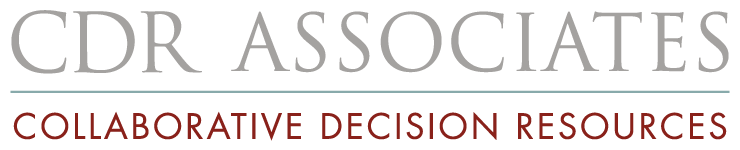 CDR ASSOCIATES
COLLABORATIVE DECISION RESOURCES